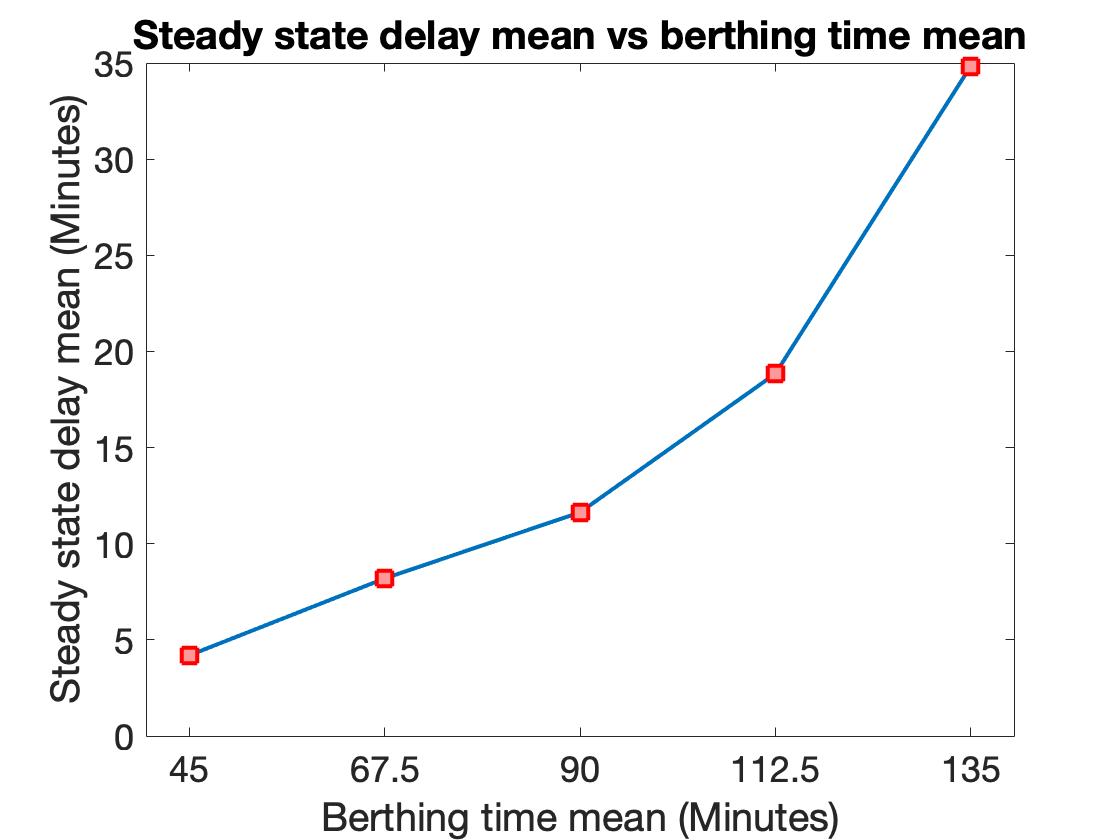 Steady state delay mean vs berthing time mean
Steady state delay mean (Minutes)
35
30
25
20
15
10
5
0
45 67.5 90 112.5 135
Berthing time mean (Minutes)